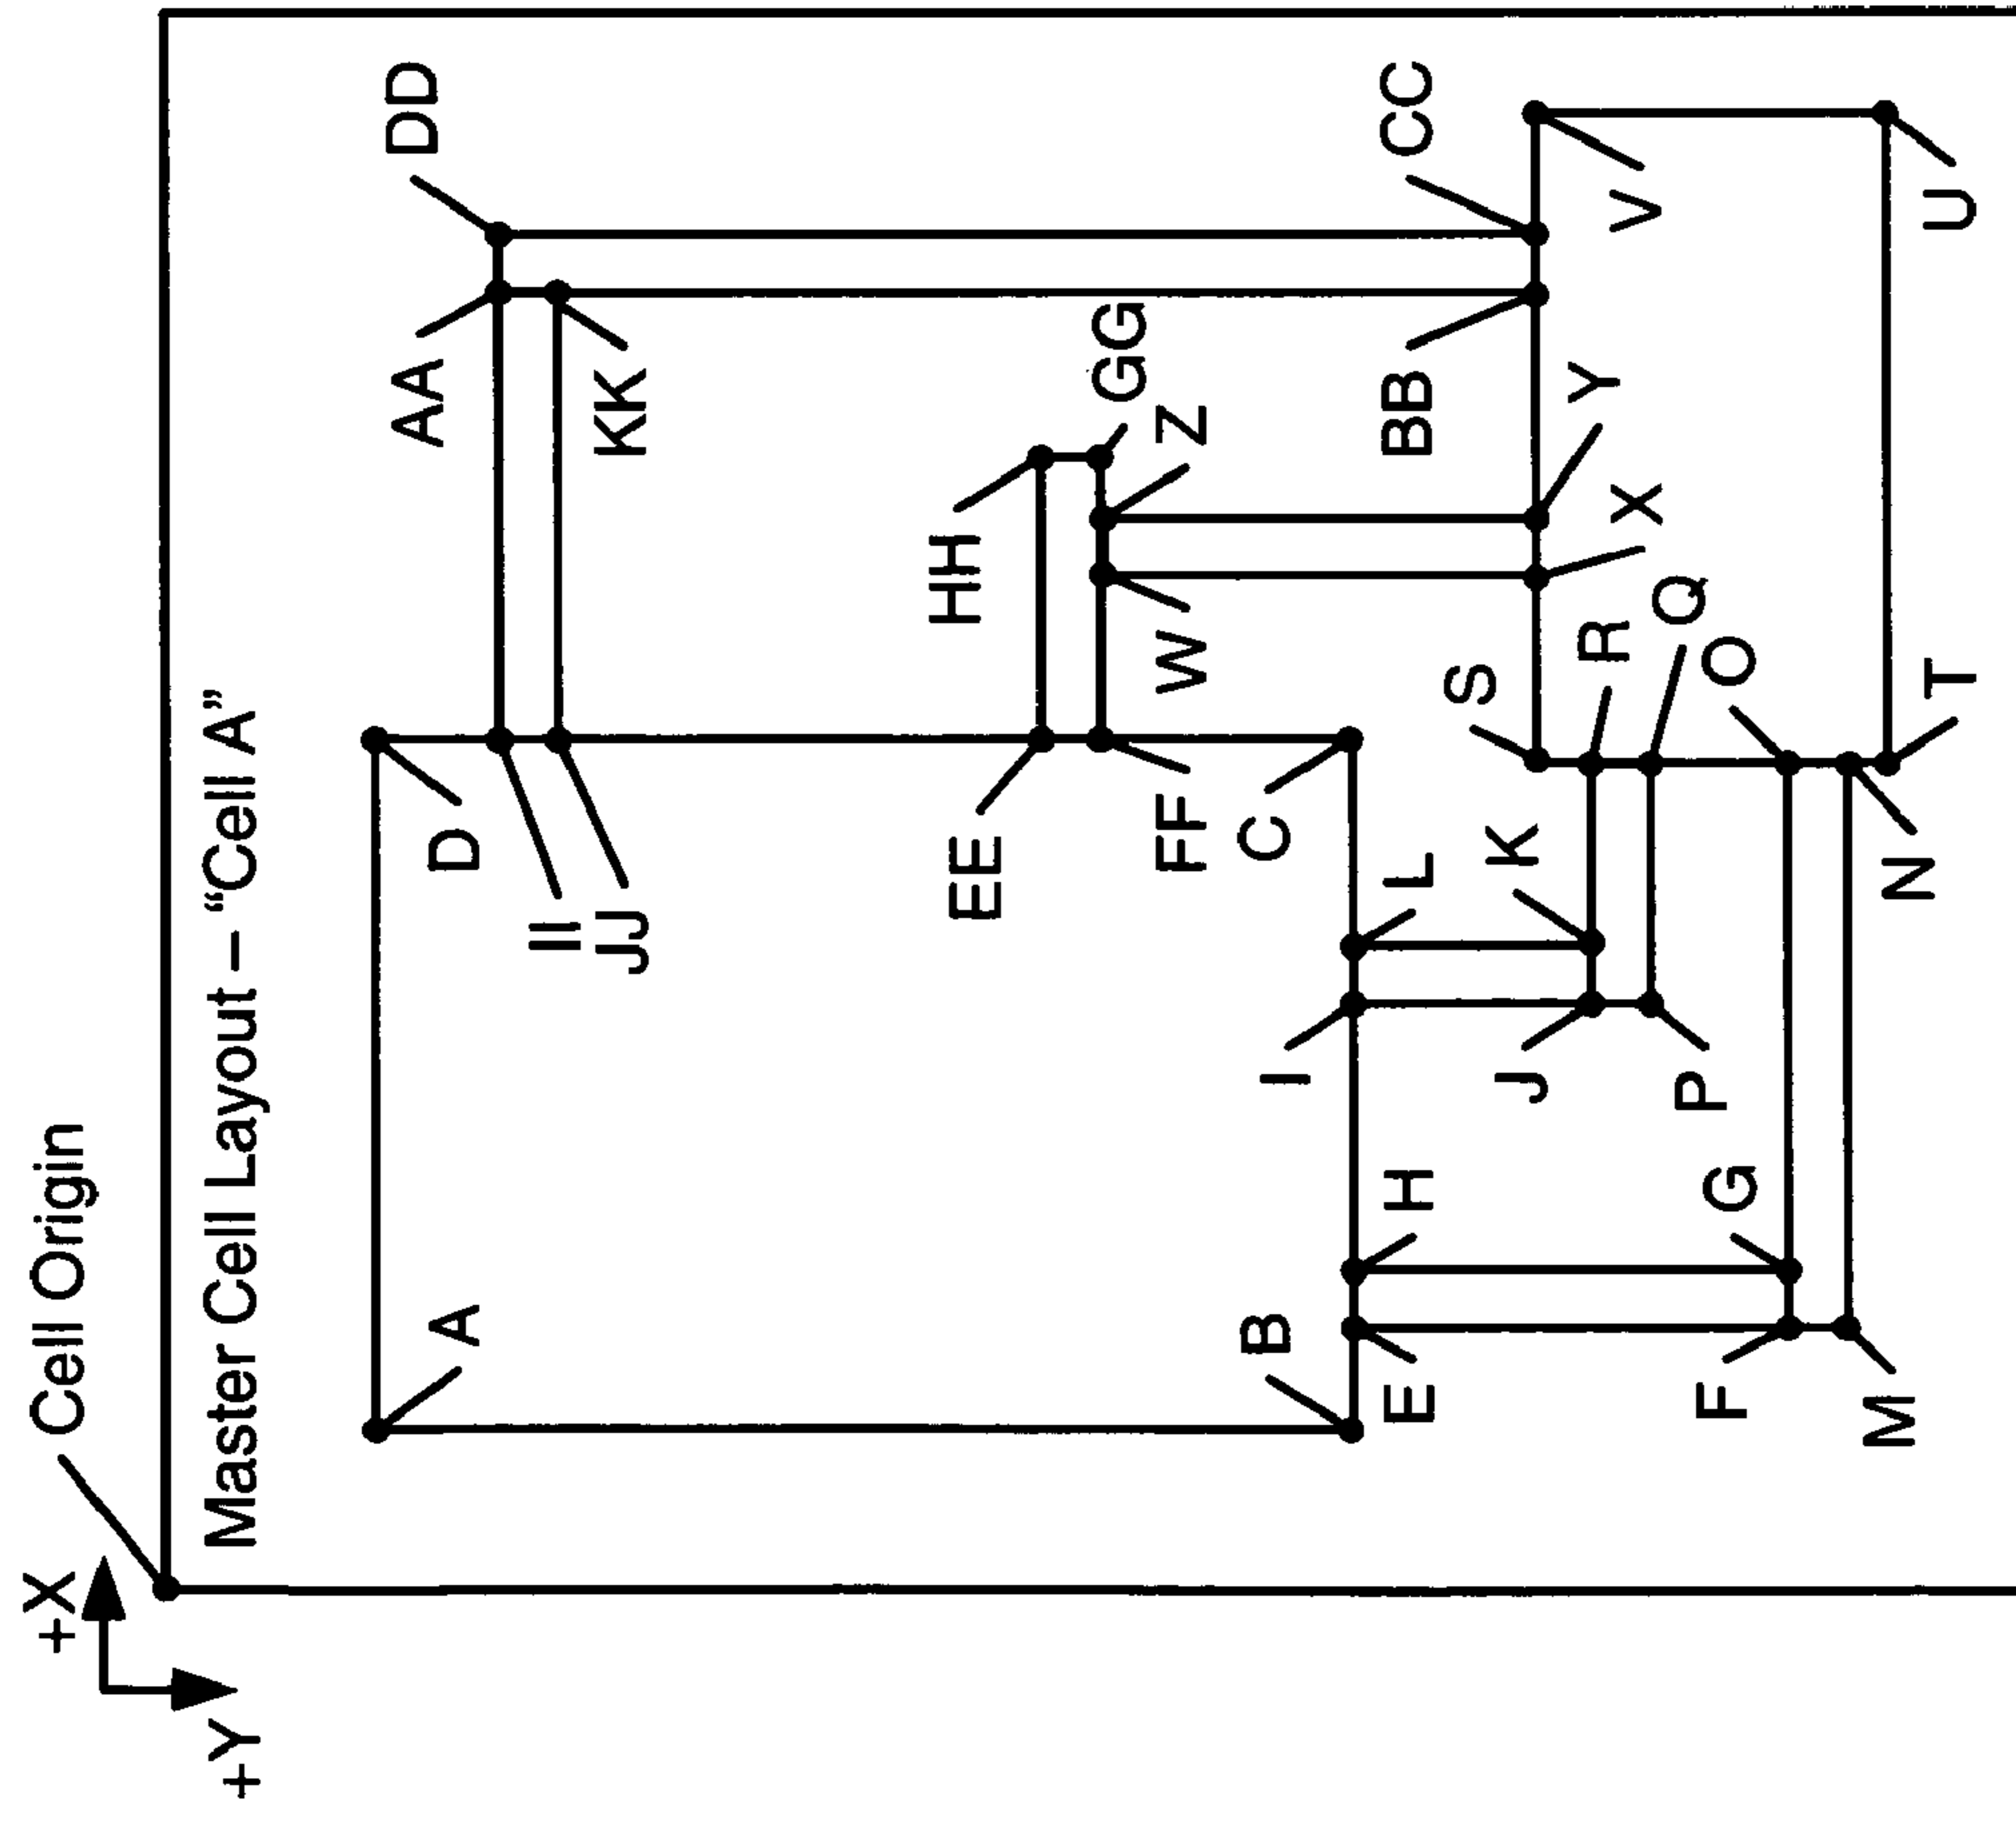 +X
+Y
Cell Origin
Master Cell Layout – “Cell A”
A
D
II
JJ
AA
KK
DD
EE
HH
FF
W
Z
GG
B
C
E
H
I
L
BB
CC
J
K
S
R
Q
X
Y
V
F
G
P
O
M
N
T
U